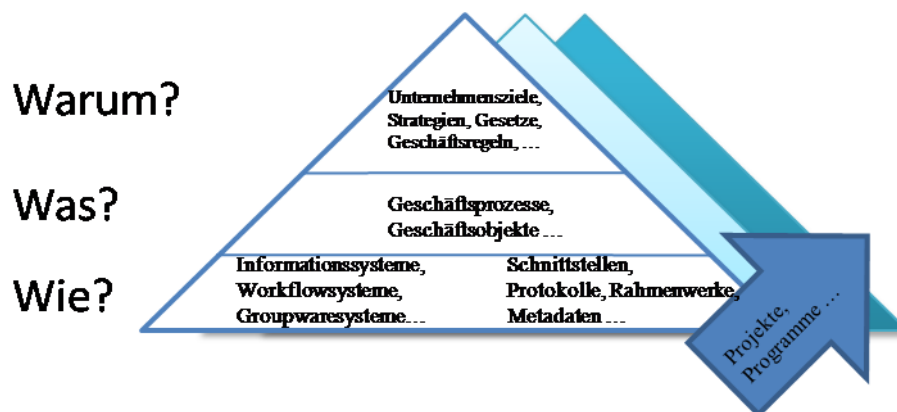 Warum?
Unternehmensziele,
Strategien, Gesetze,
Geschäftsregeln, ...
Was?
Geschäftsprozesse,
Geschäftsobjekte ...
Wie?
Informationssysteme,
Workflowsysteme,
Groupwaresysteme...
Schnittstellen,
Protokolle, Rahmenwerke,
Metadaten ...
Projekte,
Programme ...